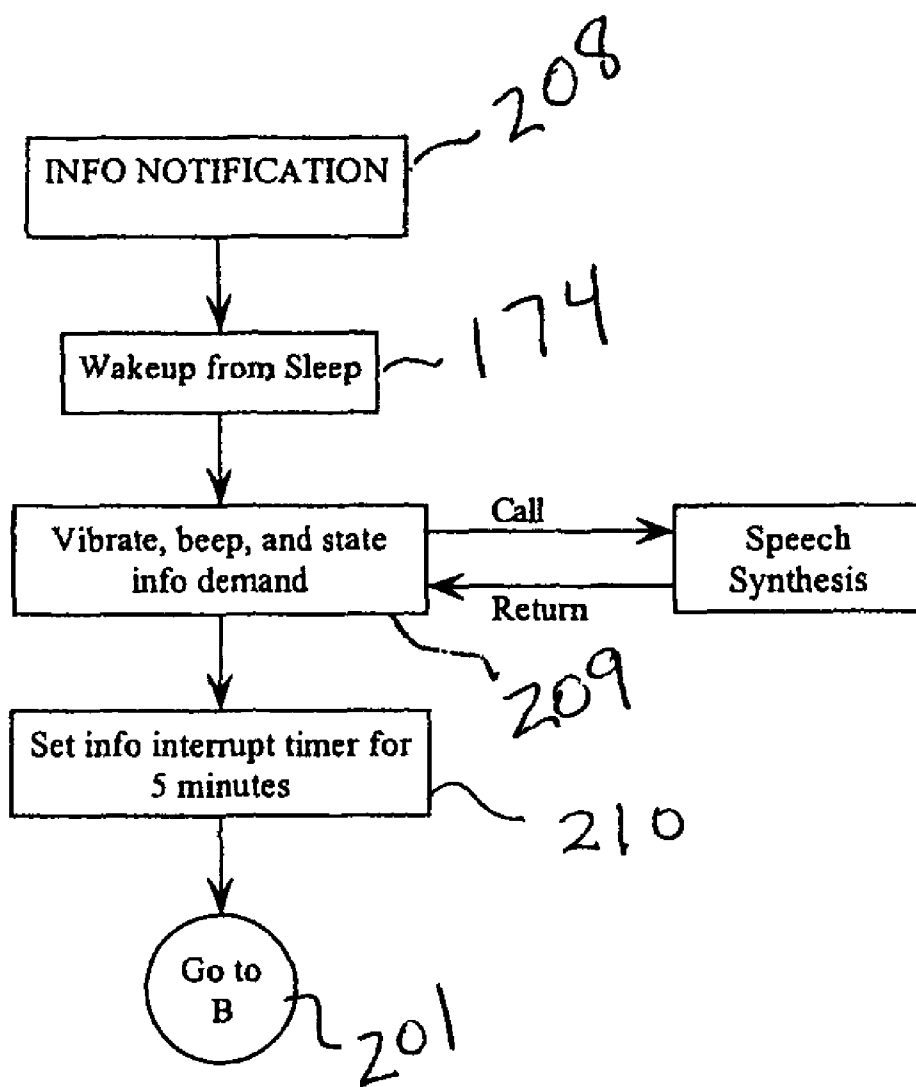 208
INFO NOTIFICATION
174
Wakeup from Sleep
Vibrate, beep, and state
info demand
Call
Return
Speech
Synthesis
209
Set info interrupt timer for
5 minutes
210
Go to
B
201